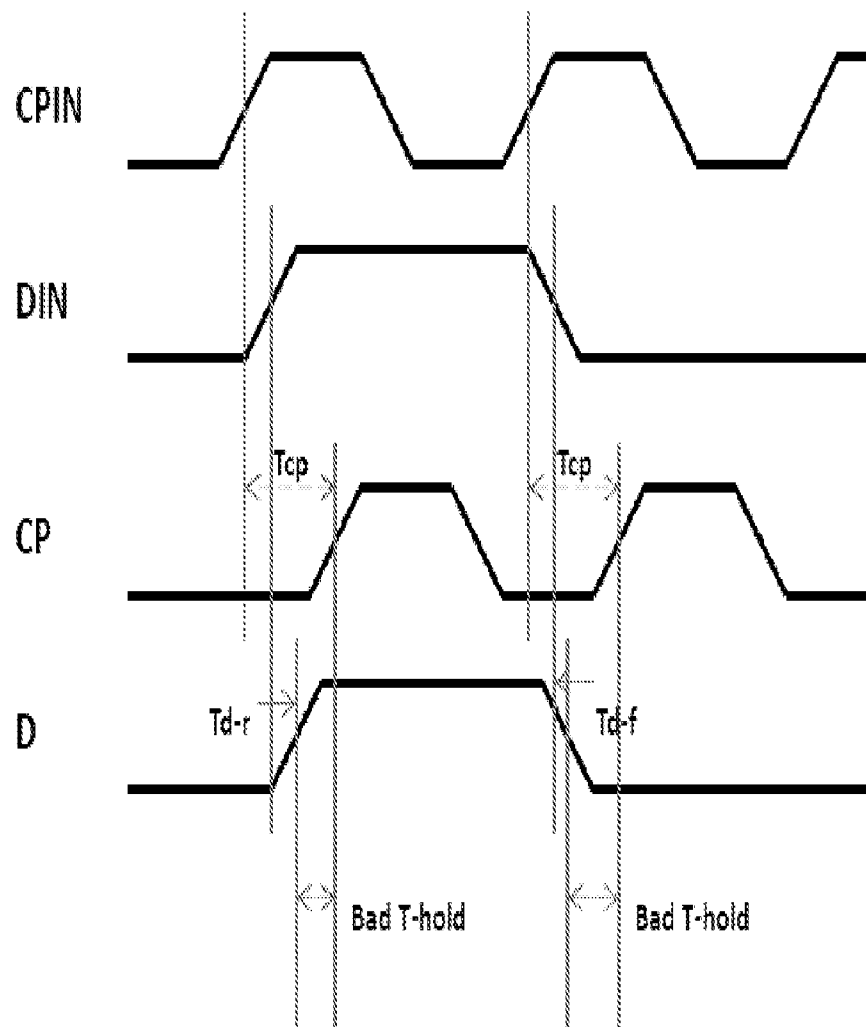 CPIN
DIN
Tcp Tcp
CP
Td-r Td-f
D
Bad T-hold Bad T-hold